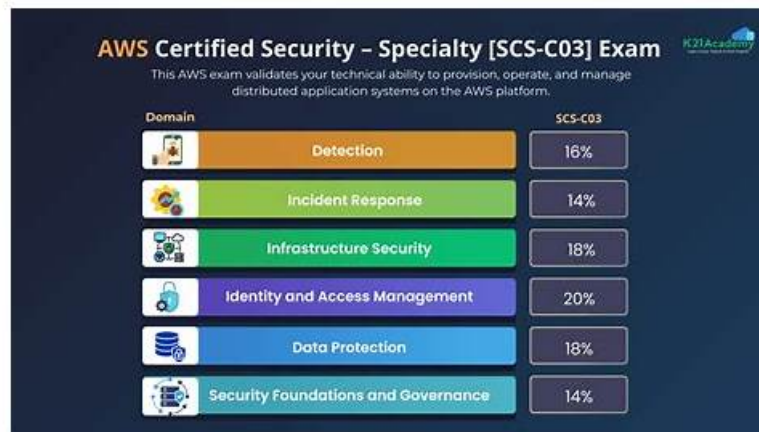 AWS Certified Security – Specialty [SCS-C03] Exam
K21Academy
This AWS exam validates your technical ability to provision, operate, and manage
distributed application systems on the AWS platform.
Domain SCS-C03
Detection 16%
Incident Response 14%
Infrastructure Security 18%
Identity and Access Management 20%
Data Protection 18%
Security Foundations and Governance 14%